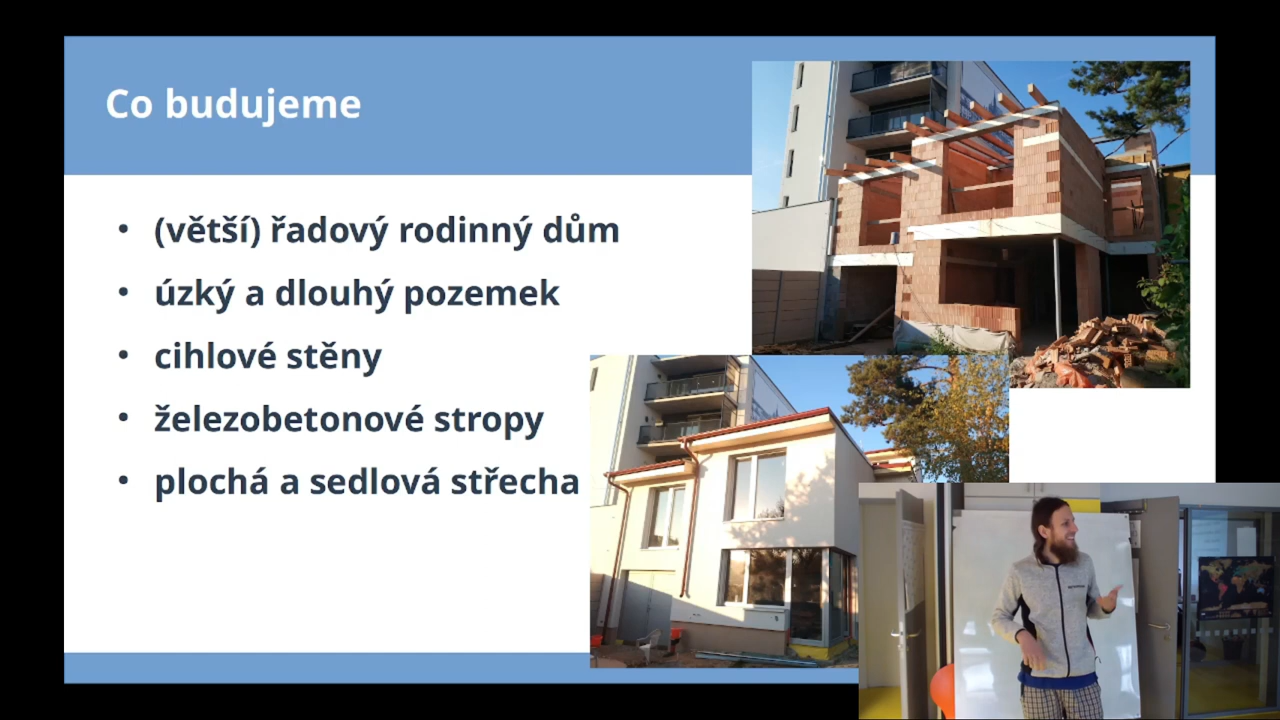 Co budujeme
• (větší) řadový rodinný dům
• úzký a dlouhý pozemek
• cihlové stěny
• železobetonové stropy
• plochá a sedlová střecha